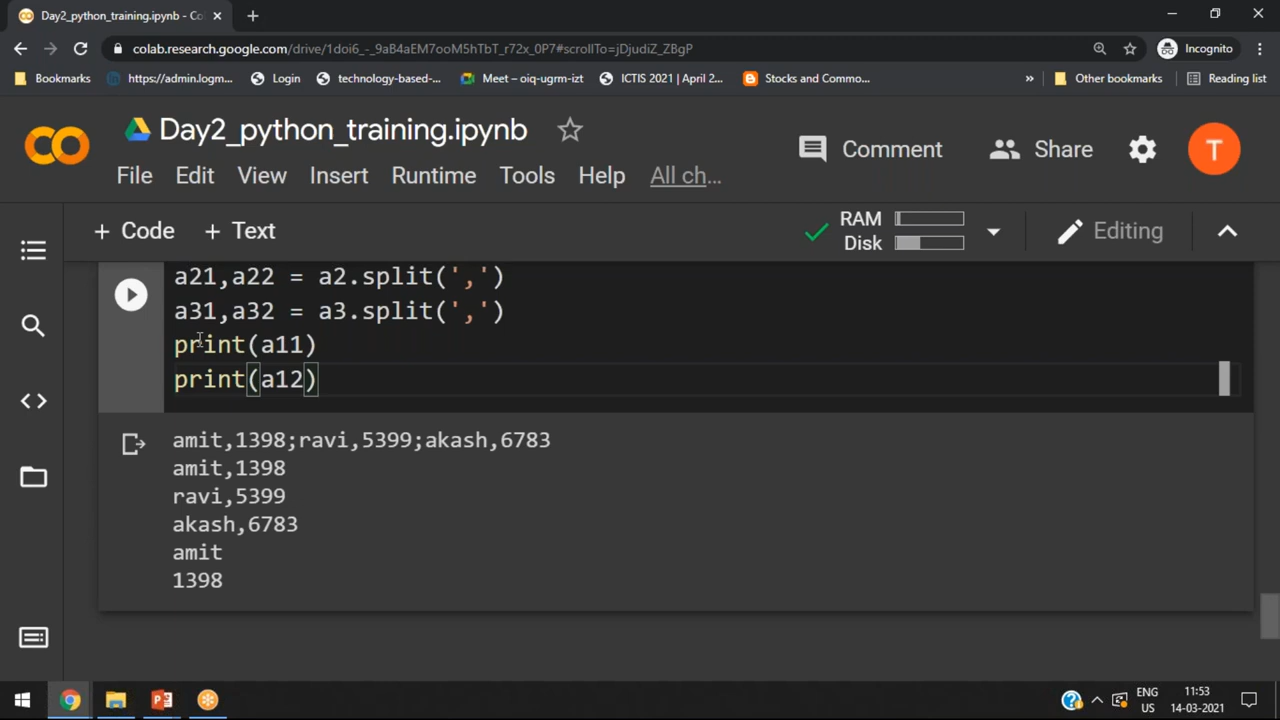 Day2_python_training.ipynb - Co
colab.research.google.com/drive/1doi6_-_9aB4aEM7ooM5hTbT_r72x_0P7#scrollTo=jDjudiZ_ZBgP
Incognito
Bookmarks
https://admin.logm...
Login
technology-based-...
Meet – oiq-ugrm-izt
ICTIS 2021 | April 2...
Stocks and Commo...
»
Other bookmarks
Reading list
Day2_python_training.ipynb
Comment
Share
T
File Edit View Insert Runtime Tools Help All ch...
+ Code + Text
RAM
Disk
Editing
a21,a22 = a2.split(',')
a31,a32 = a3.split(',')
print(a11)
print(a12)
amit,1398;ravi,5399;akash,6783
amit,1398
ravi,5399
akash,6783
amit
1398
ENG
US
11:53
14-03-2021